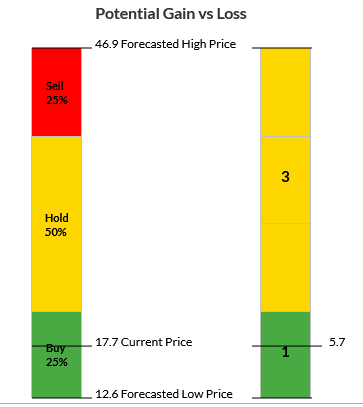 Potential Gain vs Loss
46.9 Forecasted High Price
Sell
25%
3
Hold
50%
17.7 Current Price
5.7
Buy
25%
1
12.6 Forecasted Low Price